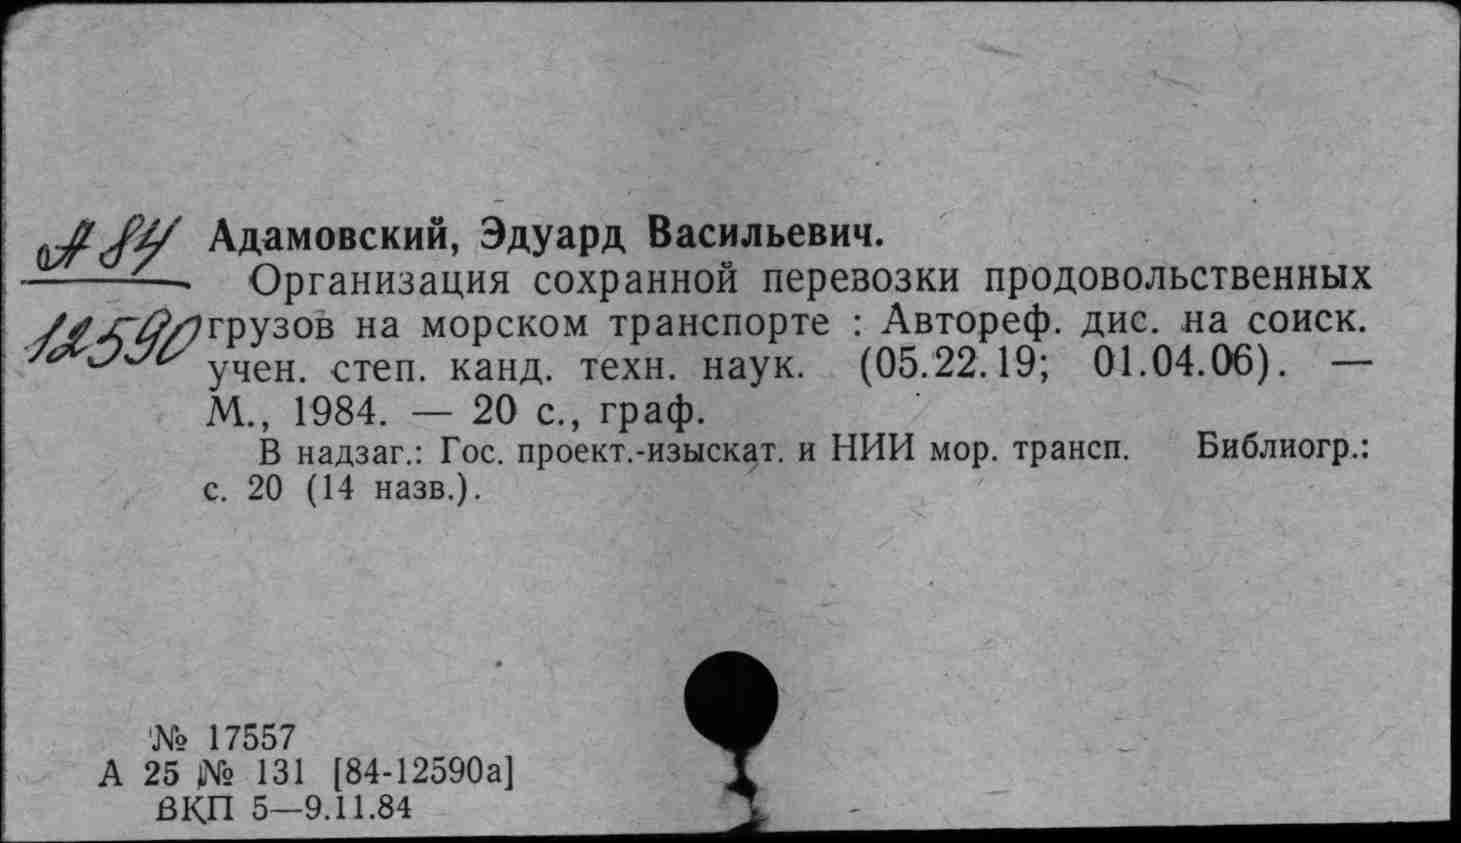 А 84
12590
Адамовский, Эдуард Васильевич.
Организация сохранной перевозки продовольственных
грузов на морском транспорте : Автореф. дис. на соиск.
учен. степ. канд. техн. наук. (05.22.19; 01.04.06). —
М., 1984. — 20 с., граф.
В надзаг.: Гос. проект.-изыскат. и НИИ мор. трансп. Библиогр.:
с. 20 (14 назв.).
№ 17557
А 25 № 131 [84-12590а]
ВКП 5—9.11.84